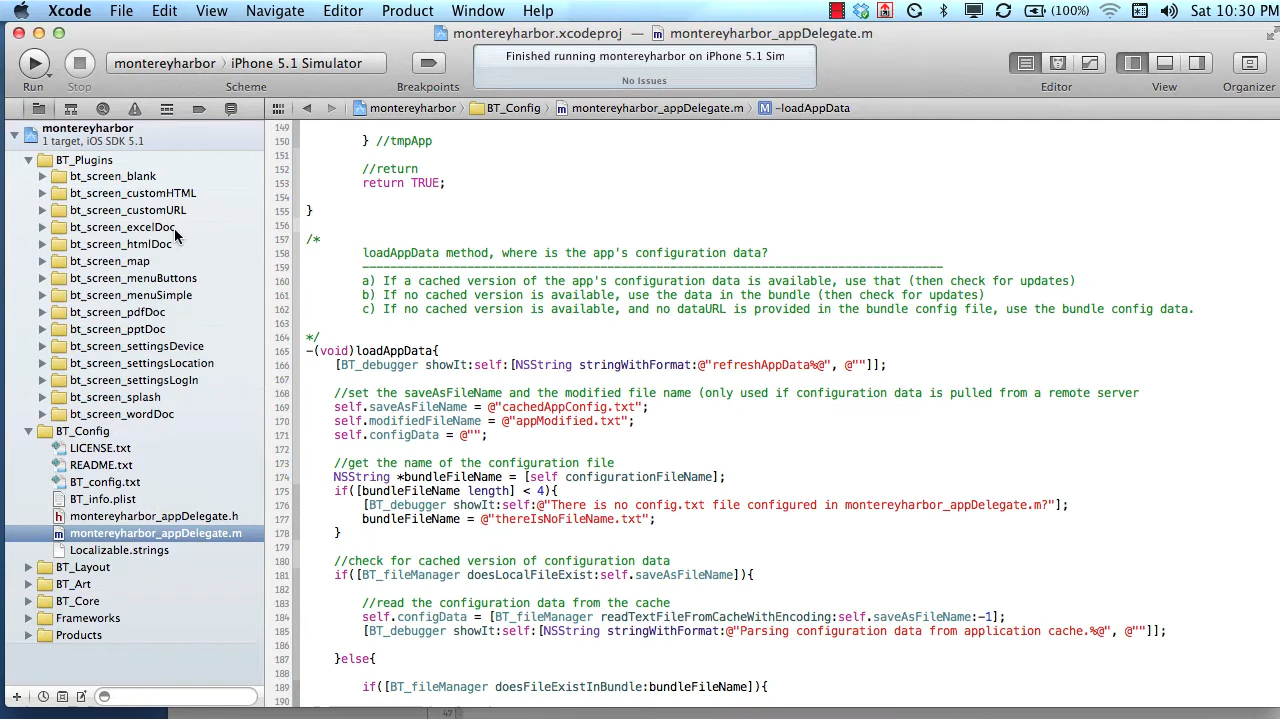 Xcode File Edit View Navigate Editor Product Window Help (100%) Sat 10:30 PM
montereyharbor.xcodeproj — montereyharbor_appDelegate.m
montereyharbor > iPhone 5.1 Simulator
Finished running montereyharbor on iPhone 5.1 Sim
No Issues
Run Stop Scheme Breakpoints Editor View Organizer
montereyharbor
1 target, iOS SDK 5.1
BT_Plugins
bt_screen_blank
bt_screen_customHTML
bt_screen_customURL
bt_screen_excelDoc
bt_screen_htmlDoc
bt_screen_map
bt_screen_menuButtons
bt_screen_menuSimple
bt_screen_pdfDoc
bt_screen_pptDoc
bt_screen_settingsDevice
bt_screen_settingsLocation
bt_screen_settingsLogIn
bt_screen_splash
bt_screen_wordDoc
BT_Config
LICENSE.txt
README.txt
BT_config.txt
BT_info.plist
montereyharbor_appDelegate.h
montereyharbor_appDelegate.m
Localizable.strings
BT_Layout
BT_Art
BT_Core
Frameworks
Products
montereyharbor > BT_Config > montereyharbor_appDelegate.m > -loadAppData
149
150 } //tmpApp
151
152 //return
153 return TRUE;
154
155 }
156
157 /*
158 loadAppData method, where is the app's configuration data?
159 ---------------------------------------------------------------------------------
160 a) If a cached version of the app's configuration data is available, use that (then check for updates)
161 b) If no cached version is available, use the data in the bundle (then check for updates)
162 c) If no cached version is available, and no dataURL is provided in the bundle config file, use the bundle config data.
163
164 */
165 -(void)loadAppData{
166 [BT_debugger showIt:self:[NSString stringWithFormat:@"refreshAppData%@", @""]];
167
168 //set the saveAsFileName and the modified file name (only used if configuration data is pulled from a remote server
169 self.saveAsFileName = @"cachedAppConfig.txt";
170 self.modifiedFileName = @"appModified.txt";
171 self.configData = @"";
172
173 //get the name of the configuration file
174 NSString *bundleFileName = [self configurationFileName];
175 if([bundleFileName length] < 4){
176 [BT_debugger showIt:self:@"There is no config.txt file configured in montereyharbor_appDelegate.m?"];
177 bundleFileName = @"thereIsNoFileName.txt";
178 }
179
180 //check for cached version of configuration data
181 if([BT_fileManager doesLocalFileExist:self.saveAsFileName]){
182
183 //read the configuration data from the cache
184 self.configData = [BT_fileManager readTextFileFromCacheWithEncoding:self.saveAsFileName:-1];
185 [BT_debugger showIt:self:[NSString stringWithFormat:@"Parsing configuration data from application cache.%@", @""]];
186
187 }else{
188
189 if([BT_fileManager doesFileExistInBundle:bundleFileName]){
190
47